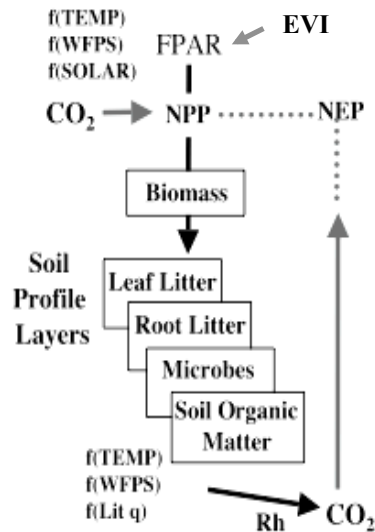 f(TEMP)
f(WFPS)
f(SOLAR)
FPAR
EVI
CO₂
NPP
NEP
Biomass
Soil
Profile
Layers
Leaf Litter
Root Litter
Microbes
Soil Organic
Matter
f(TEMP)
f(WFPS)
f(Lit q)
Rh
CO₂